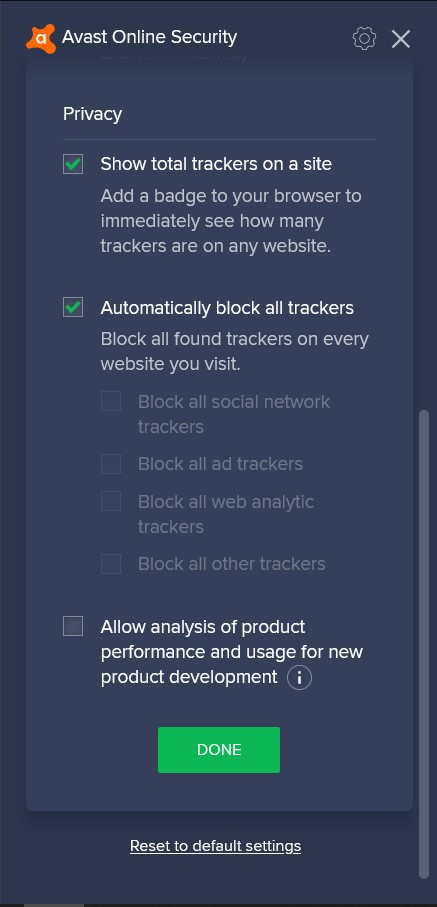 Avast Online Security
Privacy
Show total trackers on a site
Add a badge to your browser to
immediately see how many
trackers are on any website.
Automatically block all trackers
Block all found trackers on every
website you visit.
Block all social network
trackers
Block all ad trackers
Block all web analytic
trackers
Block all other trackers
Allow analysis of product
performance and usage for new
product development
DONE
Reset to default settings